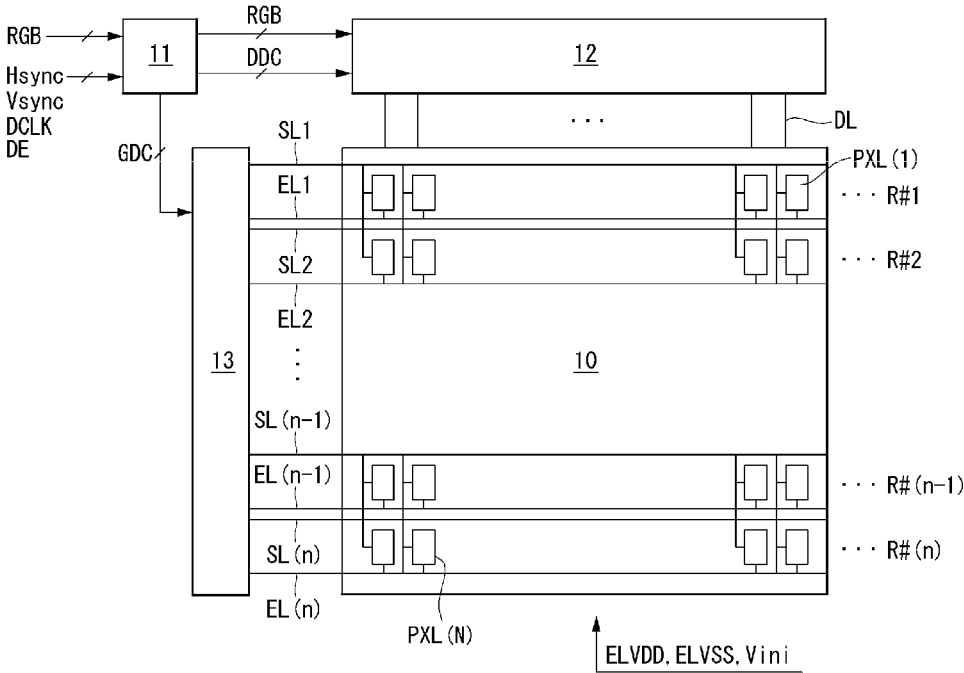 RGB
11
RGB
DDC
12
Hsync
Vsync
DCLK
DE
GDC
SL1
EL1
SL2
EL2
⋮
SL(n-1)
EL(n-1)
SL(n)
EL(n)
13
10
···
DL
PXL(1)
··· R#1
··· R#2
··· R#(n-1)
··· R#(n)
PXL(N)
ELVDD, ELVSS, Vini